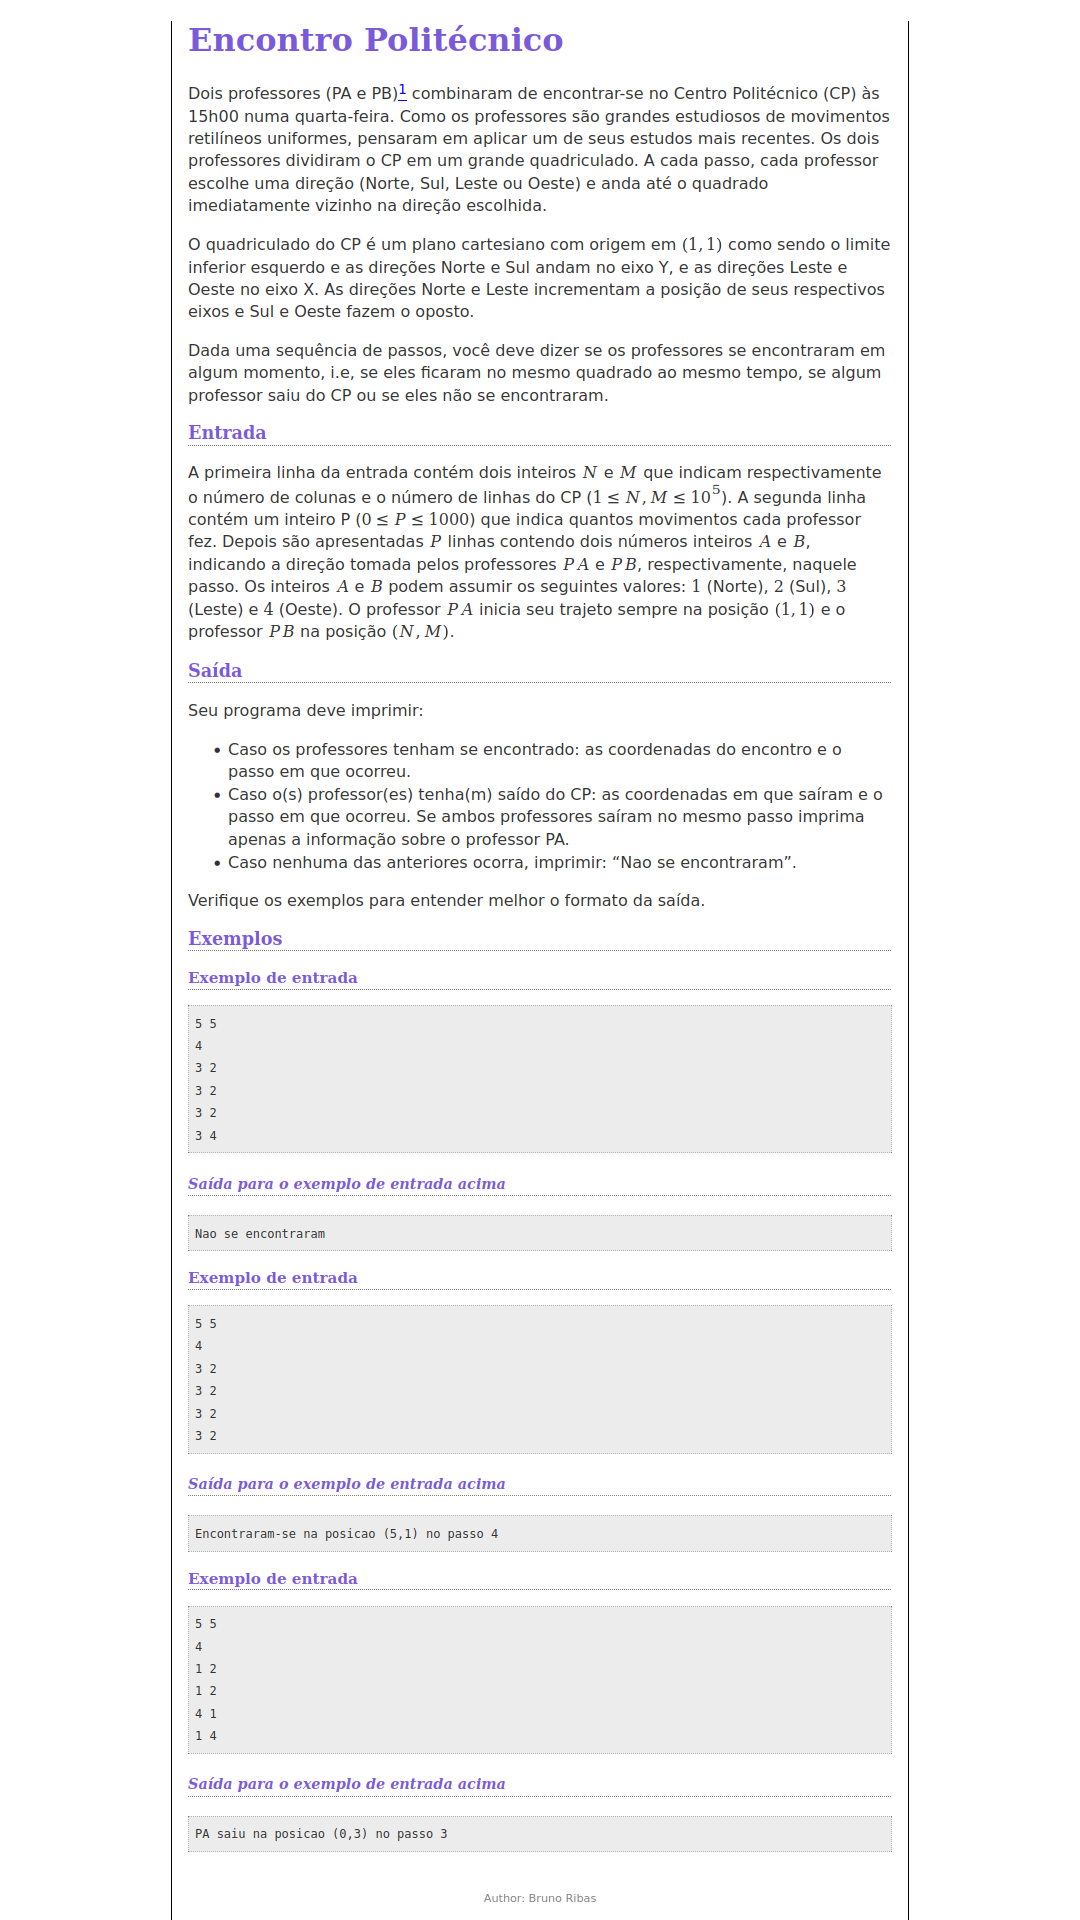 Encontro Politécnico
Dois professores (PA e PB)1 combinaram de encontrar-se no Centro Politécnico (CP) às
15h00 numa quarta-feira. Como os professores são grandes estudiosos de movimentos
retilíneos uniformes, pensaram em aplicar um de seus estudos mais recentes. Os dois
professores dividiram o CP em um grande quadriculado. A cada passo, cada professor
escolhe uma direção (Norte, Sul, Leste ou Oeste) e anda até o quadrado
imediatamente vizinho na direção escolhida.
O quadriculado do CP é um plano cartesiano com origem em (1, 1) como sendo o limite
inferior esquerdo e as direções Norte e Sul andam no eixo Y, e as direções Leste e
Oeste no eixo X. As direções Norte e Leste incrementam a posição de seus respectivos
eixos e Sul e Oeste fazem o oposto.
Dada uma sequência de passos, você deve dizer se os professores se encontraram em
algum momento, i.e, se eles ficaram no mesmo quadrado ao mesmo tempo, se algum
professor saiu do CP ou se eles não se encontraram.
Entrada
A primeira linha da entrada contém dois inteiros N e M que indicam respectivamente
o número de colunas e o número de linhas do CP (1 ≤ N, M ≤ 10^5). A segunda linha
contém um inteiro P (0 ≤ P ≤ 1000) que indica quantos movimentos cada professor
fez. Depois são apresentadas P linhas contendo dois números inteiros A e B,
indicando a direção tomada pelos professores PA e PB, respectivamente, naquele
passo. Os inteiros A e B podem assumir os seguintes valores: 1 (Norte), 2 (Sul), 3
(Leste) e 4 (Oeste). O professor PA inicia seu trajeto sempre na posição (1, 1) e o
professor PB na posição (N, M).
Saída
Seu programa deve imprimir:
• Caso os professores tenham se encontrado: as coordenadas do encontro e o
passo em que ocorreu.
• Caso o(s) professor(es) tenha(m) saído do CP: as coordenadas em que saíram e o
passo em que ocorreu. Se ambos professores saíram no mesmo passo imprima
apenas a informação sobre o professor PA.
• Caso nenhuma das anteriores ocorra, imprimir: “Nao se encontraram”.
Verifique os exemplos para entender melhor o formato da saída.
Exemplos
Exemplo de entrada
5 5
4
3 2
3 2
3 2
3 4
Saída para o exemplo de entrada acima
Nao se encontraram
Exemplo de entrada
5 5
4
3 2
3 2
3 2
3 2
Saída para o exemplo de entrada acima
Encontraram-se na posicao (5,1) no passo 4
Exemplo de entrada
5 5
4
1 2
1 2
4 1
1 4
Saída para o exemplo de entrada acima
PA saiu na posicao (0,3) no passo 3
Author: Bruno Ribas